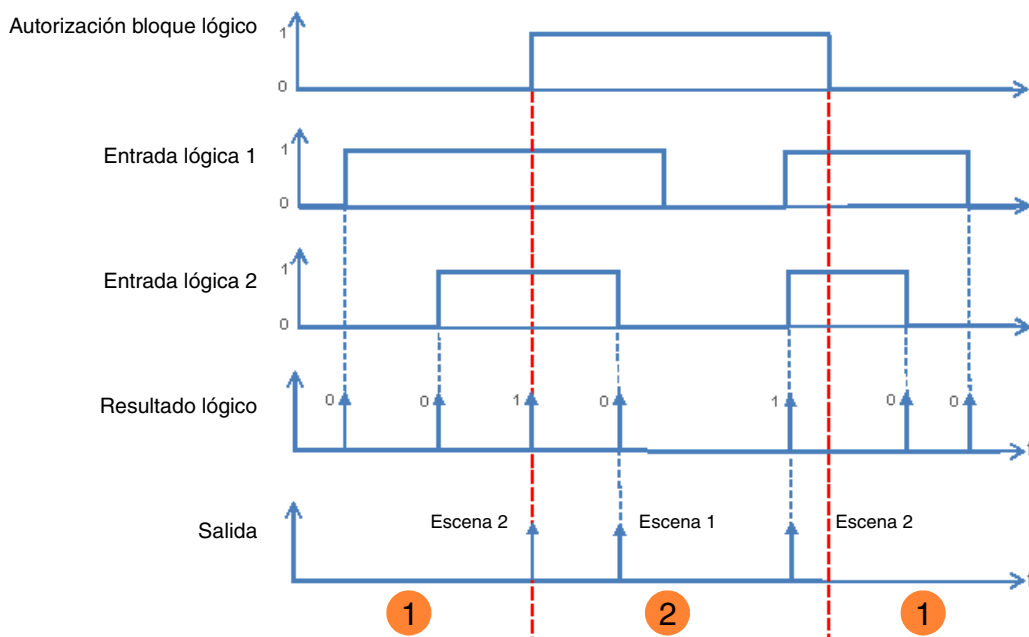 Autorización bloque lógico
1
0
Entrada lógica 1
1
0
Entrada lógica 2
1
0
Resultado lógico
0 0 1 0 1 0 0
t
Salida
Escena 2 Escena 1 Escena 2
t
1 2 1